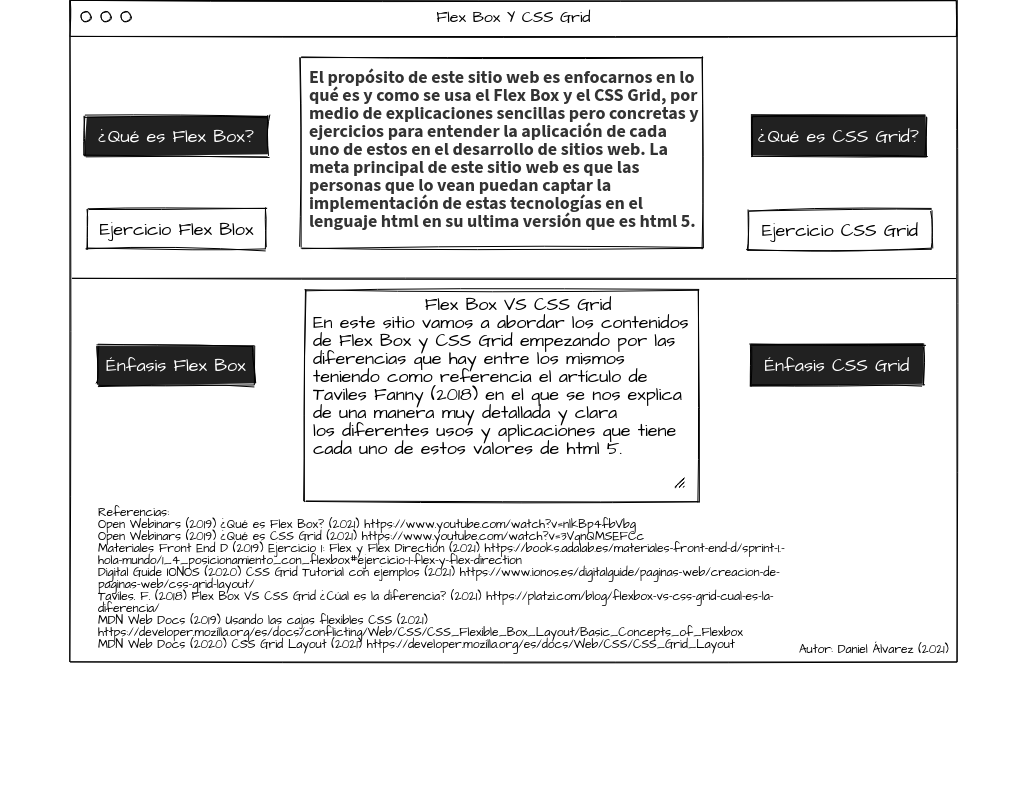 Flex Box Y CSS Grid
El propósito de este sitio web es enfocarnos en lo
qué es y como se usa el Flex Box y el CSS Grid, por
medio de explicaciones sencillas pero concretas y
ejercicios para entender la aplicación de cada
uno de estos en el desarrollo de sitios web. La
meta principal de este sitio web es que las
personas que lo vean puedan captar la
implementación de estas tecnologías en el
lenguaje html en su ultima versión que es html 5.
¿Qué es Flex Box?
¿Qué es CSS Grid?
Ejercicio Flex Blox
Ejercicio CSS Grid
Flex Box VS CSS Grid
En este sitio vamos a abordar los contenidos
de Flex Box y CSS Grid empezando por las
diferencias que hay entre los mismos
teniendo como referencia el artículo de
Taviles Fanny (2018) en el que se nos explica
de una manera muy detallada y clara
los diferentes usos y aplicaciones que tiene
cada uno de estos valores de html 5.
Énfasis Flex Box
Énfasis CSS Grid
Referencias:
Open Webinars (2019) ¿Qué es Flex Box? (2021) https://www.youtube.com/watch?v=nlkBp4fbVbg
Open Webinars (2019) ¿Qué es CSS Grid (2021) https://www.youtube.com/watch?v=3VqnQMSEFCc
Materiales Front End D (2019) Ejercicio 1: Flex y Flex Direction (2021) https://books.adalab.es/materiales-front-end-d/sprint-1.-
hola-mundo/1_4_posicionamiento_con_flexbox#ejercicio-1-flex-y-flex-direction
Digital Guide IONOS (2020) CSS Grid Tutorial con ejemplos (2021) https://www.ionos.es/digitalguide/paginas-web/creacion-de-
paginas-web/css-grid-layout/
Taviles. F. (2018) Flex Box VS CSS Grid ¿Cúal es la diferencia? (2021) https://platzi.com/blog/flexbox-vs-css-grid-cual-es-la-
diferencia/
MDN Web Docs (2019) Usando las cajas flexibles CSS (2021)
https://developer.mozilla.org/es/docs/conflicting/Web/CSS/CSS_Flexible_Box_Layout/Basic_Concepts_of_Flexbox
MDN Web Docs (2020) CSS Grid Layout (2021) https://developer.mozilla.org/es/docs/Web/CSS/CSS_Grid_Layout
Autor: Daniel Álvarez (2021)